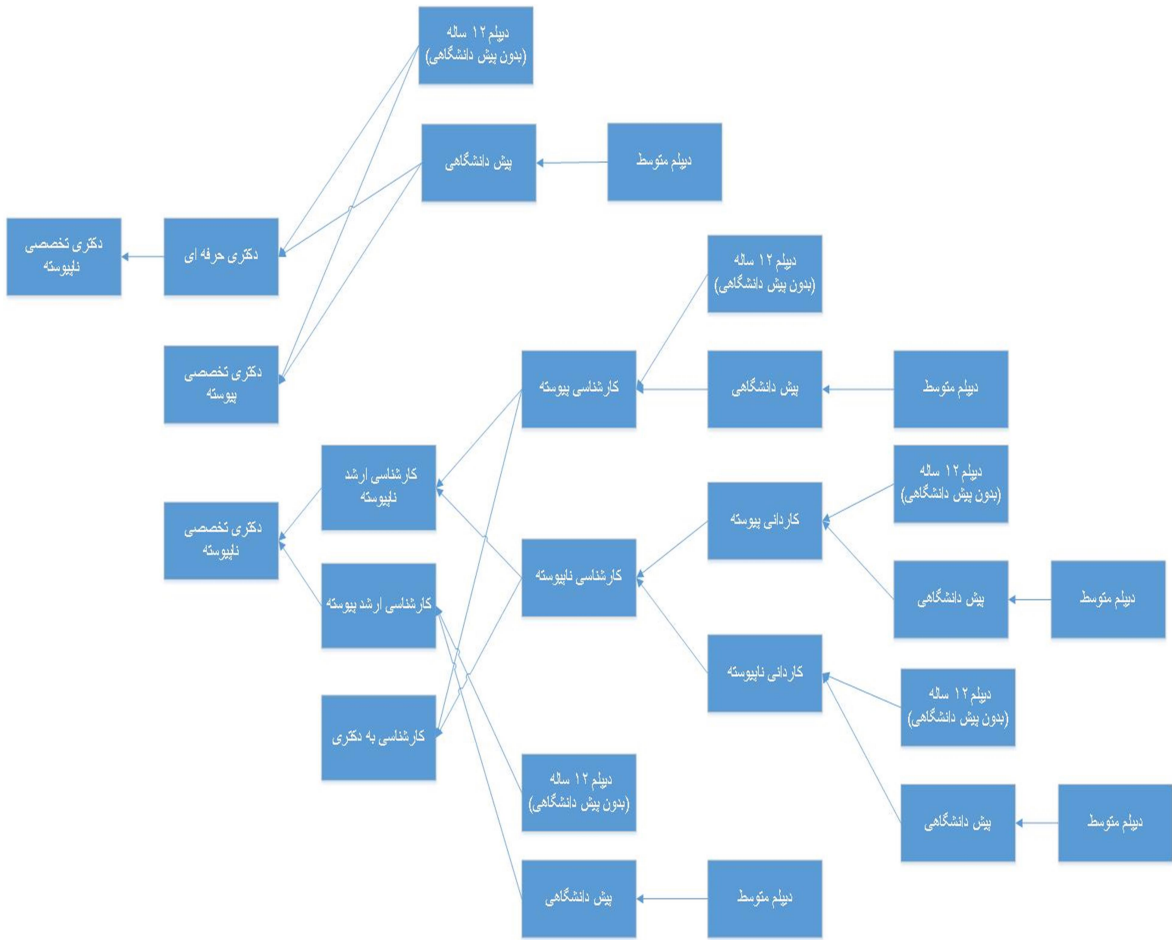 دیپلم ۱۲ ساله
(بدون پیش دانشگاهی)
دیپلم متوسط
پیش دانشگاهی
دکتری حرفه ای
دکتری تخصصی
ناپیوسته
دیپلم ۱۲ ساله
(بدون پیش دانشگاهی)
دکتری تخصصی
پیوسته
دیپلم متوسط
پیش دانشگاهی
کارشناسی پیوسته
دیپلم ۱۲ ساله
(بدون پیش دانشگاهی)
کارشناسی ارشد
ناپیوسته
کاردانی پیوسته
دکتری تخصصی
ناپیوسته
کارشناسی ناپیوسته
دیپلم متوسط
پیش دانشگاهی
کارشناسی ارشد پیوسته
کاردانی ناپیوسته
دیپلم ۱۲ ساله
(بدون پیش دانشگاهی)
کارشناسی به دکتری
دیپلم ۱۲ ساله
(بدون پیش دانشگاهی)
دیپلم متوسط
پیش دانشگاهی
دیپلم متوسط
پیش دانشگاهی